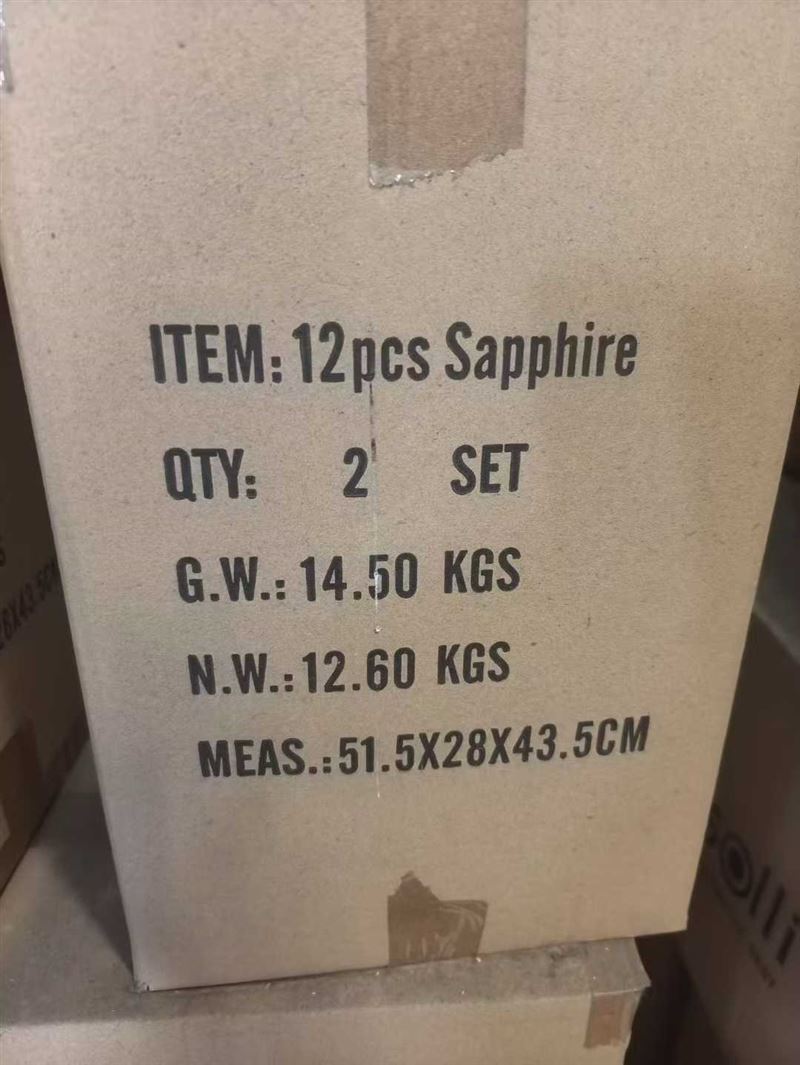 ITEM: 12pcs Sapphire
QTY: 2 SET
G.W.: 14.50 KGS
N.W.: 12.60 KGS
MEAS.: 51.5X28X43.5CM